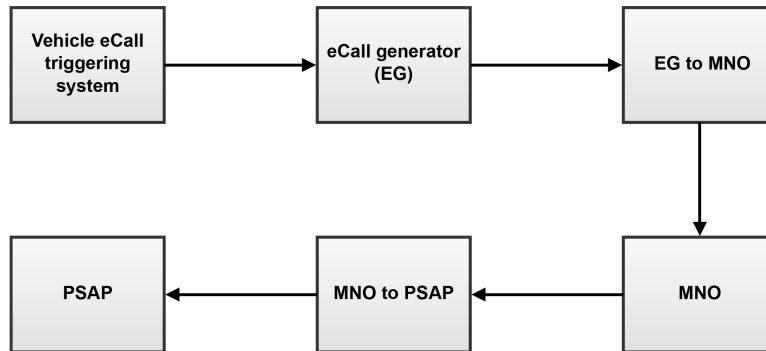 Vehicle eCall
triggering
system
eCall generator
(EG)
EG to MNO
PSAP
MNO to PSAP
MNO